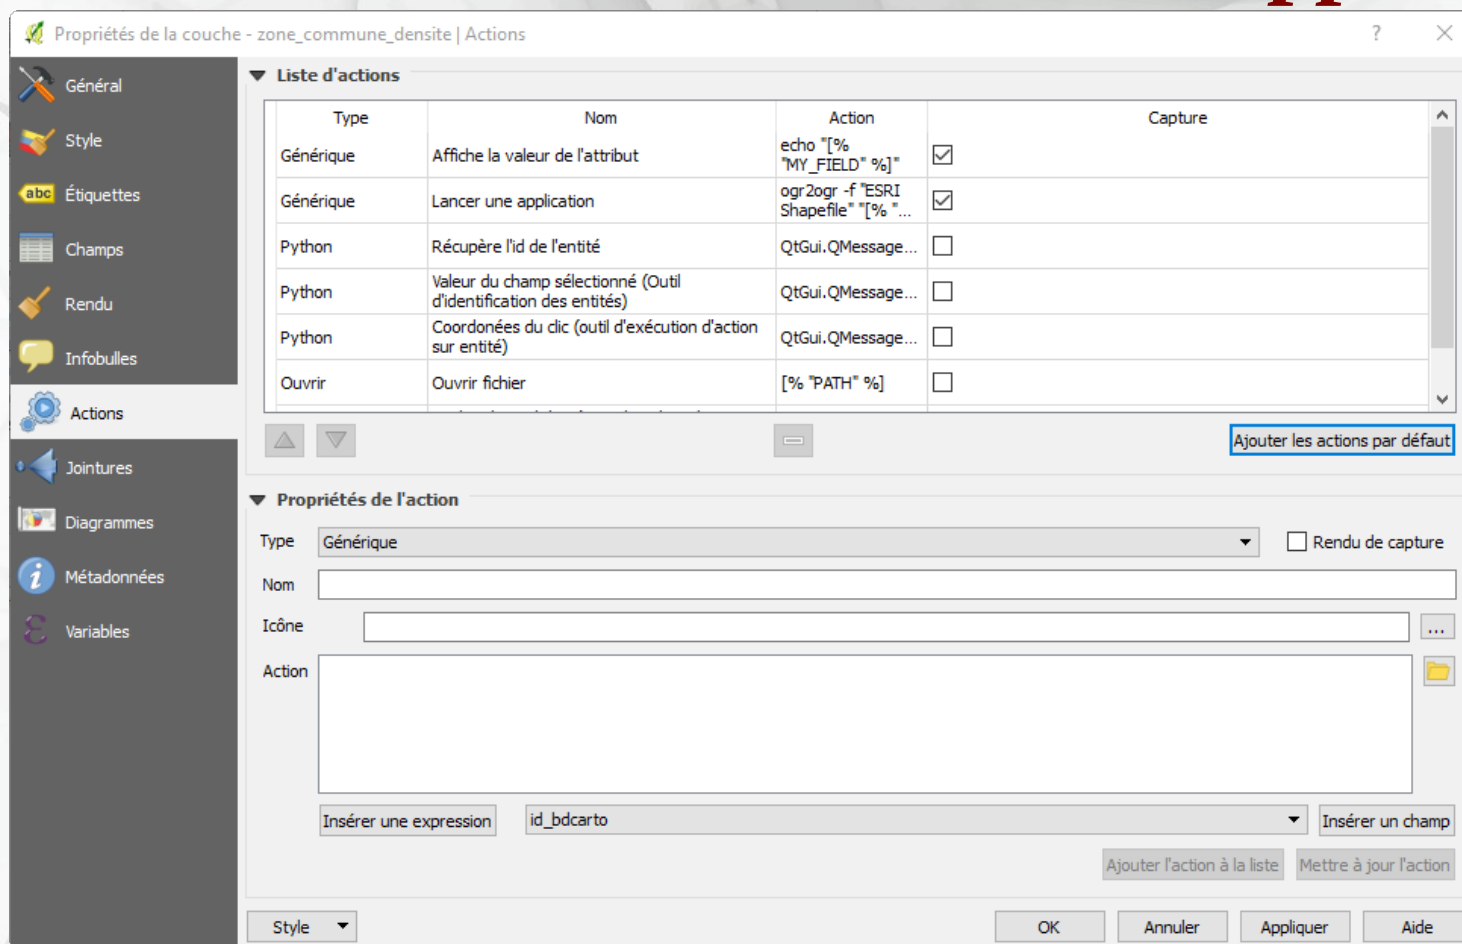 Propriétés de la couche - zone_commune_densite | Actions
?
Général
Style
abc Étiquettes
Champs
Rendu
Infobulles
Actions
Jointures
Diagrammes
Métadonnées
Variables
Liste d'actions
Type Nom Action Capture
Générique Affiche la valeur de l'attribut echo "[%
"MY_FIELD" %]"
Générique Lancer une application ogr2ogr -f "ESRI
Shapefile" "[% "...
Python Récupère l'id de l'entité QtGui.QMessage...
Python Valeur du champ sélectionné (Outil
d'identification des entités) QtGui.QMessage...
Python Coordonées du clic (outil d'exécution d'action
sur entité) QtGui.QMessage...
Ouvrir Ouvrir fichier [% "PATH" %]
Ajouter les actions par défaut
Propriétés de l'action
Type Générique Rendu de capture
Nom
Icône ...
Action
Insérer une expression id_bdcarto Insérer un champ
Ajouter l'action à la liste Mettre à jour l'action
Style OK Annuler Appliquer Aide